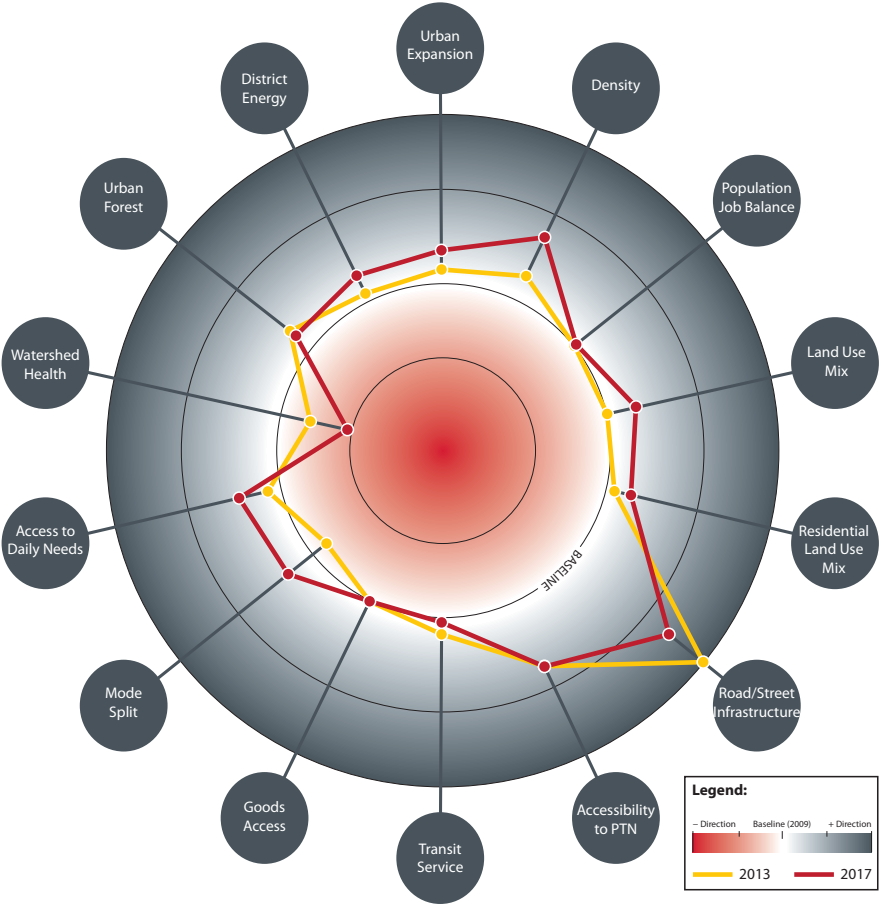 Urban
Expansion
Density
Population
Job Balance
Land Use
Mix
Residential
Land Use
Mix
Road/Street
Infrastructure
Accessibility
to PTN
Transit
Service
Goods
Access
Mode
Split
Access to
Daily Needs
Watershed
Health
Urban
Forest
District
Energy
BASELINE
Legend:
– Direction Baseline (2009) + Direction
2013 2017